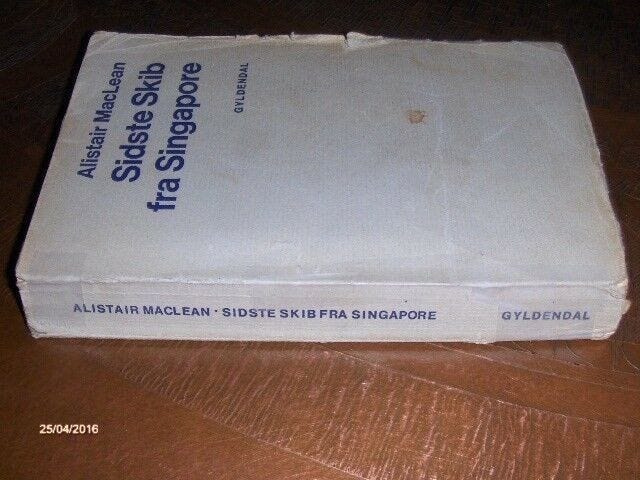 Alistair MacLean
Sidste Skib
fra Singapore
GYLDENDAL
ALISTAIR MACLEAN · SIDSTE SKIB FRA SINGAPORE GYLDENDAL
25/04/2016